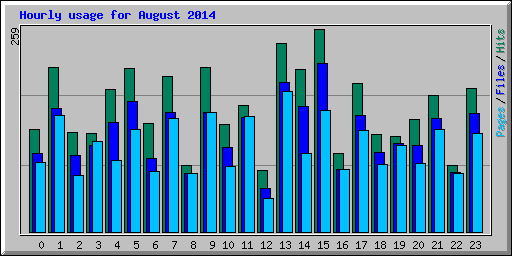 Hourly usage for August 2014
259
Pages/Files/Hits
0 1 2 3 4 5 6 7 8 9 10 11 12 13 14 15 16 17 18 19 20 21 22 23